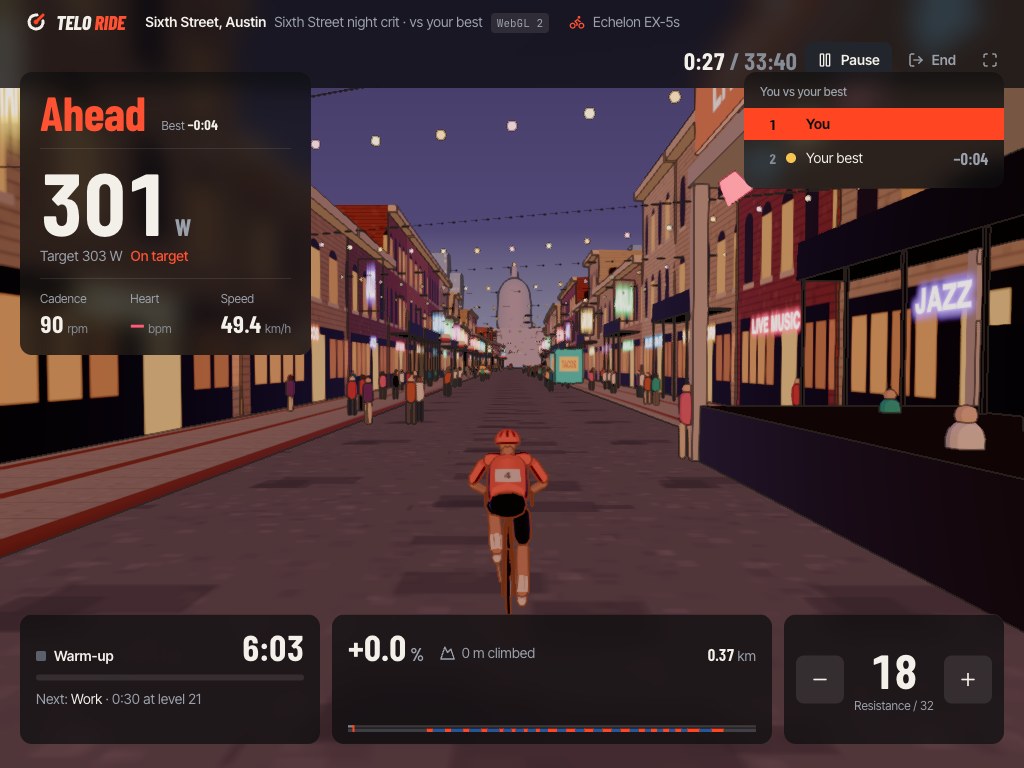 TELO RIDE
Sixth Street, Austin Sixth Street night crit · vs your best WebGL 2 Echelon EX-5s
0:27 / 33:40 Pause End
Ahead Best −0:04
301 W
Target 303 W On target
Cadence Heart Speed
90 rpm – bpm 49.4 km/h
You vs your best
1 You
2 Your best −0:04
JAZZ
LIVE MUSIC
4
Warm-up 6:03
Next: Work · 0:30 at level 21
+0.0 % 0 m climbed 0.37 km
− 18 +
Resistance / 32